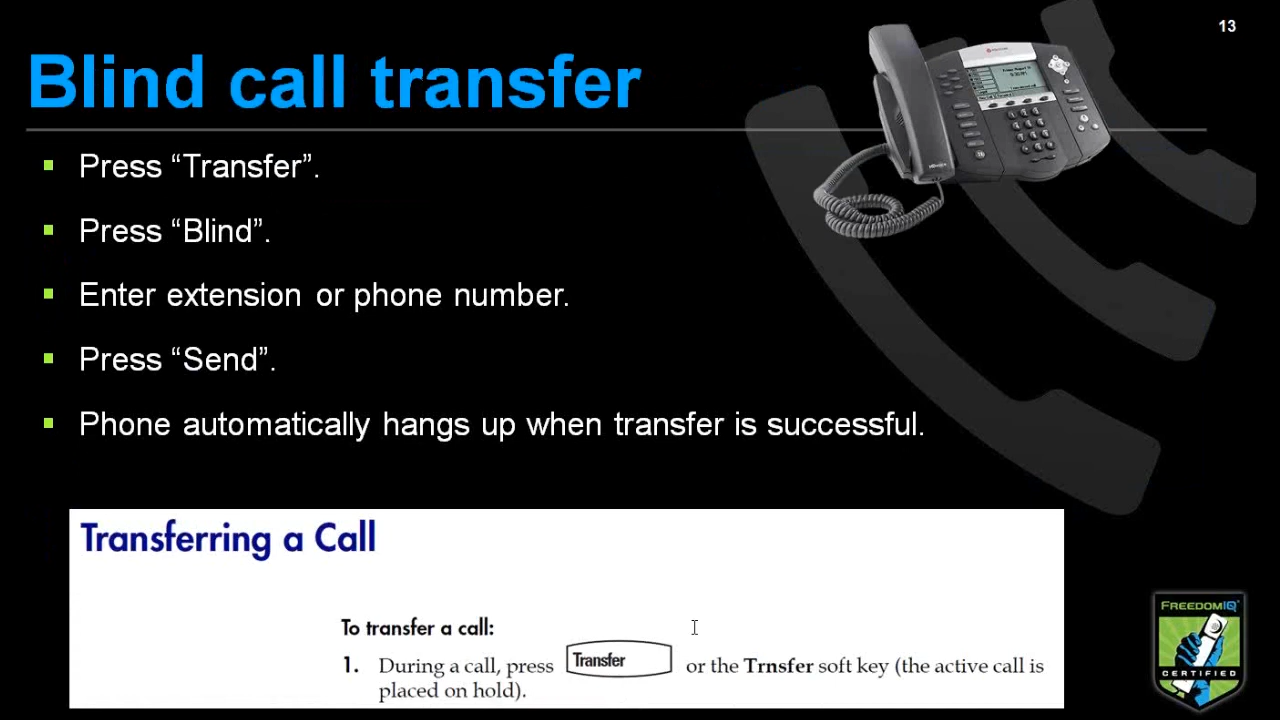 13
Blind call transfer
Press “Transfer”.
Press “Blind”.
Enter extension or phone number.
Press “Send”.
Phone automatically hangs up when transfer is successful.
Transferring a Call
To transfer a call:
1. During a call, press Transfer or the Trnsfer soft key (the active call is
placed on hold).
FREEDOMIQ
CERTIFIED